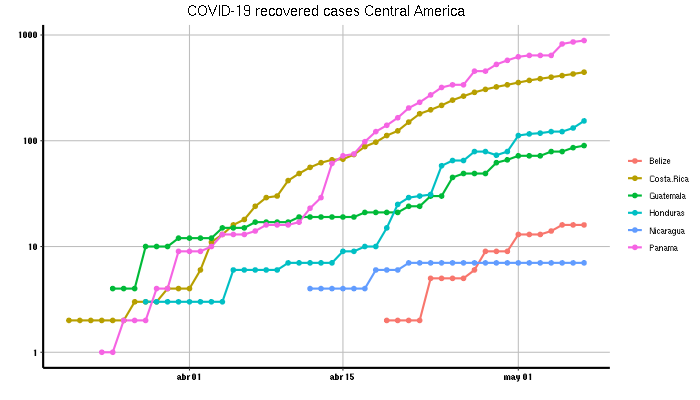 COVID-19 recovered cases Central America
1000
100
10
1
abr 01
abr 15
may 01
Belize
Costa.Rica
Guatemala
Honduras
Nicaragua
Panama